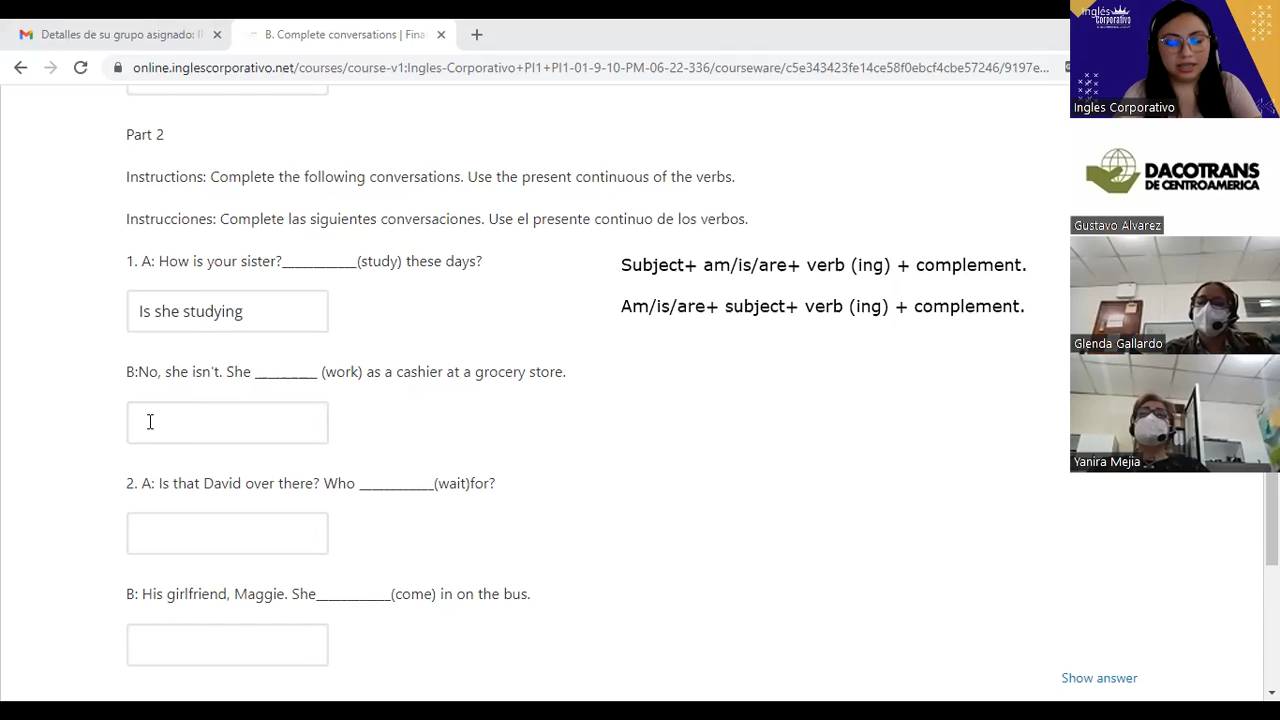 Detalles de su grupo asignado: (
B. Complete conversations | Fina
online.inglescorporativo.net/courses/course-v1:Ingles-Corporativo+PI1+PI1-01-9-10-PM-06-22-336/courseware/c5e343423fe14ce58f0ebcf4cbe57246/9197e...
Part 2
Instructions: Complete the following conversations. Use the present continuous of the verbs.
Instrucciones: Complete las siguientes conversaciones. Use el presente continuo de los verbos.
1. A: How is your sister?____________(study) these days?
Subject+ am/is/are+ verb (ing) + complement.
Is she studying
Am/is/are+ subject+ verb (ing) + complement.
B:No, she isn't. She __________ (work) as a cashier at a grocery store.
2. A: Is that David over there? Who ____________(wait)for?
B: His girlfriend, Maggie. She____________(come) in on the bus.
Show answer
Inglés
Corporativo
Ingles Corporativo
DACOTRANS
DE CENTROAMERICA
Gustavo Alvarez
Glenda Gallardo
Yanira Mejia